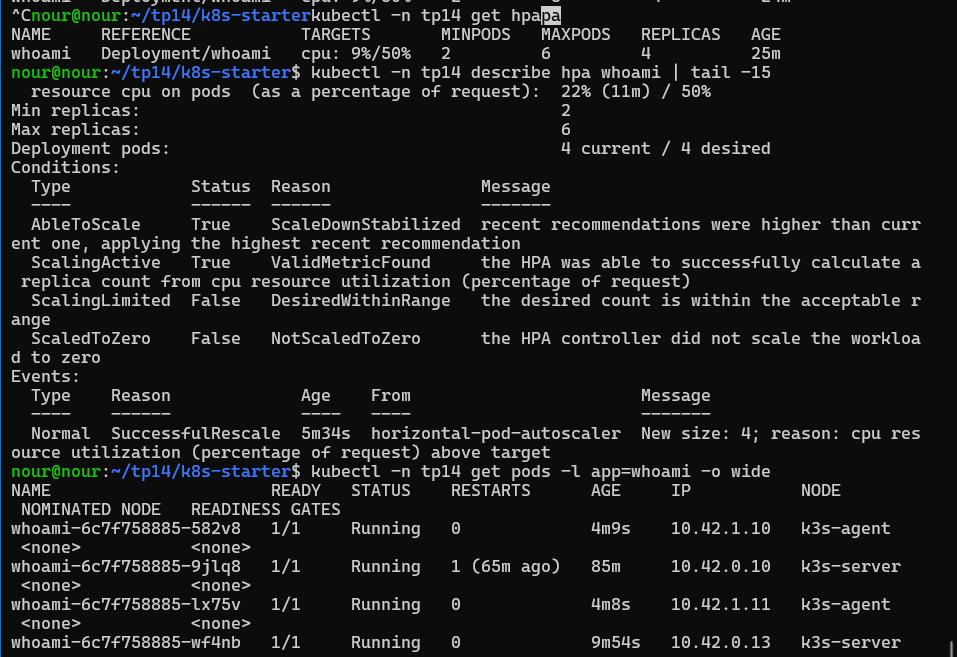 ^Cnour@nour:~/tp14/k8s-starterkubectl -n tp14 get hpapa
NAME     REFERENCE           TARGETS       MINPODS   MAXPODS   REPLICAS   AGE
whoami   Deployment/whoami   cpu: 9%/50%   2         6         4          25m
nour@nour:~/tp14/k8s-starter$ kubectl -n tp14 describe hpa whoami | tail -15
  resource cpu on pods  (as a percentage of request):  22% (11m) / 50%
Min replicas:                                          2
Max replicas:                                          6
Deployment pods:                                       4 current / 4 desired
Conditions:
  Type            Status  Reason               Message
  ----            ------  ------               -------
  AbleToScale     True    ScaleDownStabilized  recent recommendations were higher than curr
ent one, applying the highest recent recommendation
  ScalingActive   True    ValidMetricFound     the HPA was able to successfully calculate a
 replica count from cpu resource utilization (percentage of request)
  ScalingLimited  False   DesiredWithinRange   the desired count is within the acceptable r
ange
  ScaledToZero    False   NotScaledToZero      the HPA controller did not scale the workloa
d to zero
Events:
  Type    Reason             Age    From                       Message
  ----    ------             ----   ----                       -------
  Normal  SuccessfulRescale  5m34s  horizontal-pod-autoscaler  New size: 4; reason: cpu res
ource utilization (percentage of request) above target
nour@nour:~/tp14/k8s-starter$ kubectl -n tp14 get pods -l app=whoami -o wide
NAME                      READY   STATUS    RESTARTS      AGE     IP           NODE
 NOMINATED NODE   READINESS GATES
whoami-6c7f758885-582v8   1/1     Running   0             4m9s    10.42.1.10   k3s-agent
 <none>           <none>
whoami-6c7f758885-9jlq8   1/1     Running   1 (65m ago)   85m     10.42.0.10   k3s-server
 <none>           <none>
whoami-6c7f758885-lx75v   1/1     Running   0             4m8s    10.42.1.11   k3s-agent
 <none>           <none>
whoami-6c7f758885-wf4nb   1/1     Running   0             9m54s   10.42.0.13   k3s-server